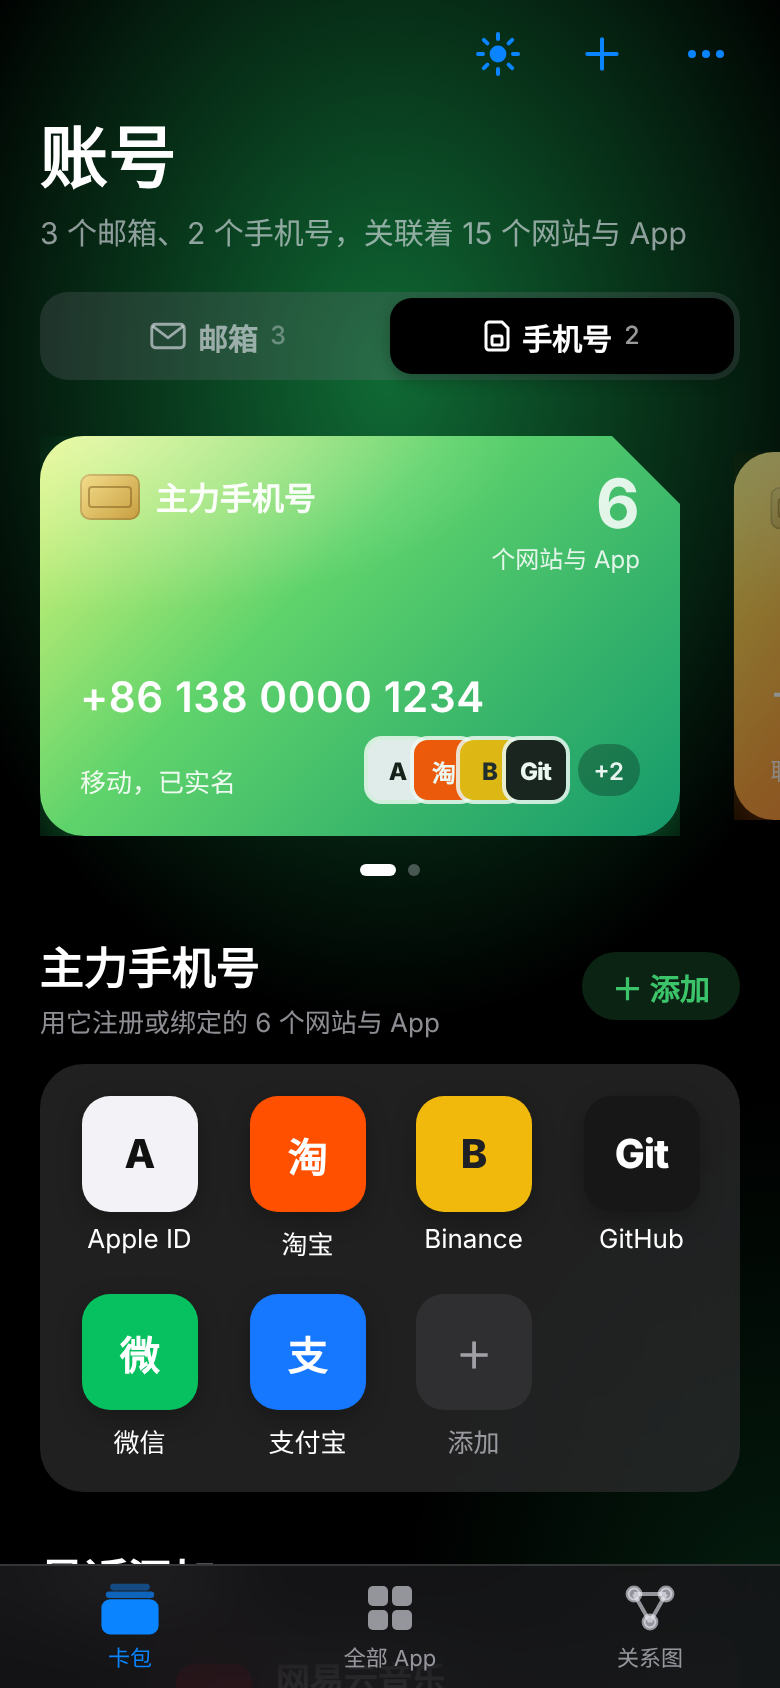 账号
3 个邮箱、2 个手机号，关联着 15 个网站与 App
邮箱 3
手机号 2
主力手机号
6
个网站与 App
+86 138 0000 1234
移动，已实名
A 淘 B Git +2
主力手机号
用它注册或绑定的 6 个网站与 App
添加
A 淘 B Git
Apple ID 淘宝 Binance GitHub
微 支
微信 支付宝 添加
网易云音乐
卡包 全部 App 关系图